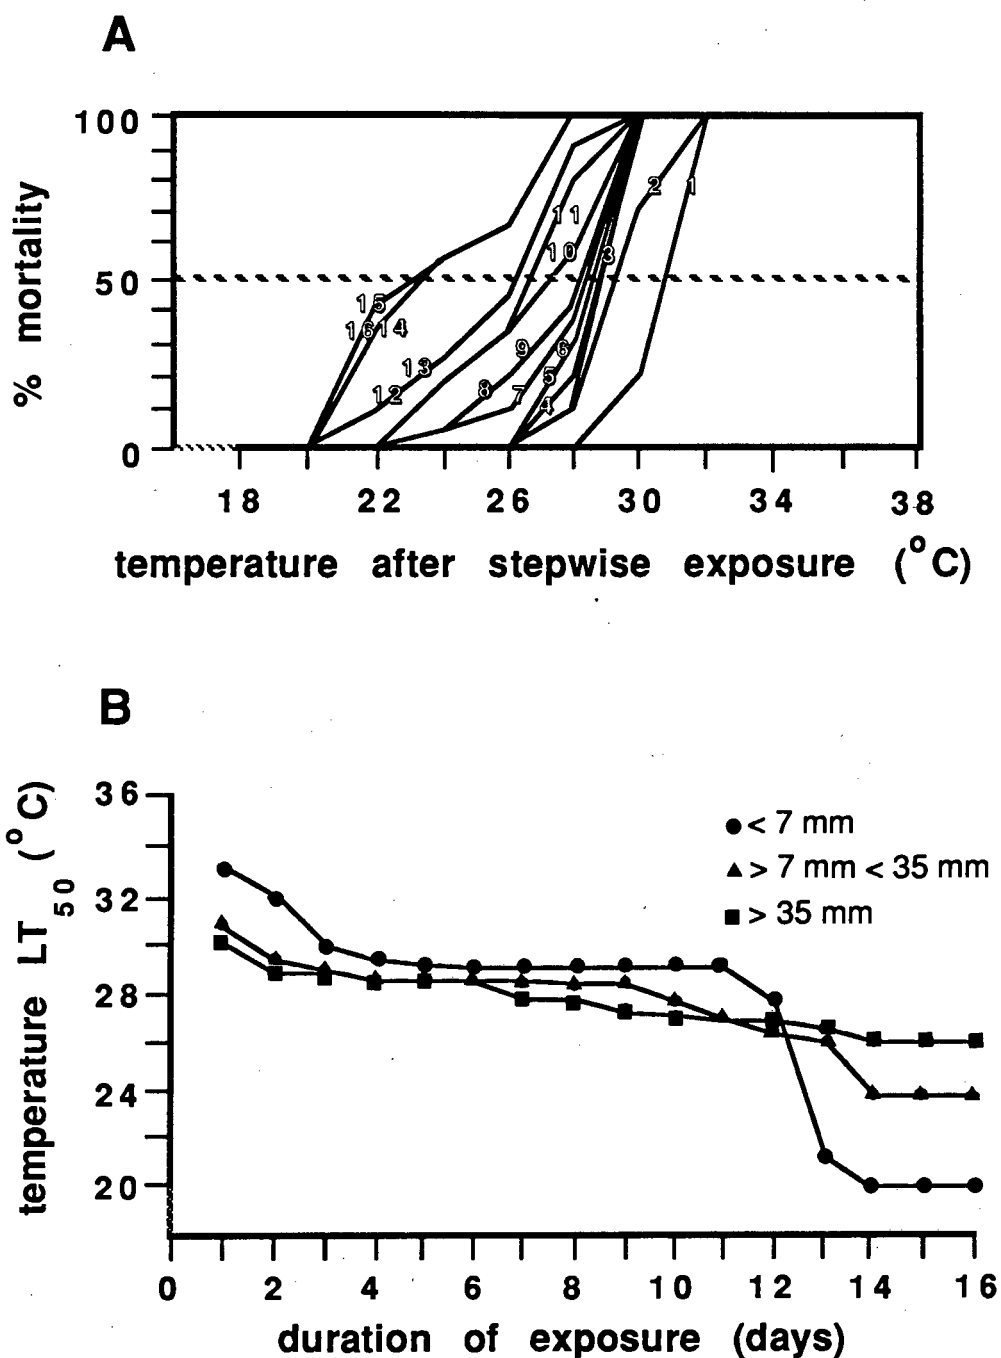 A
100
50
0
% mortality
15
16 14
13
12
11
10
9
8
7
6
5
4
3
2
1
18 22 26 30 34 38
temperature after stepwise exposure (°C)
B
36
32
28
24
20
temperature LT50 (°C)
< 7 mm
> 7 mm < 35 mm
> 35 mm
0 2 4 6 8 10 12 14 16
duration of exposure (days)